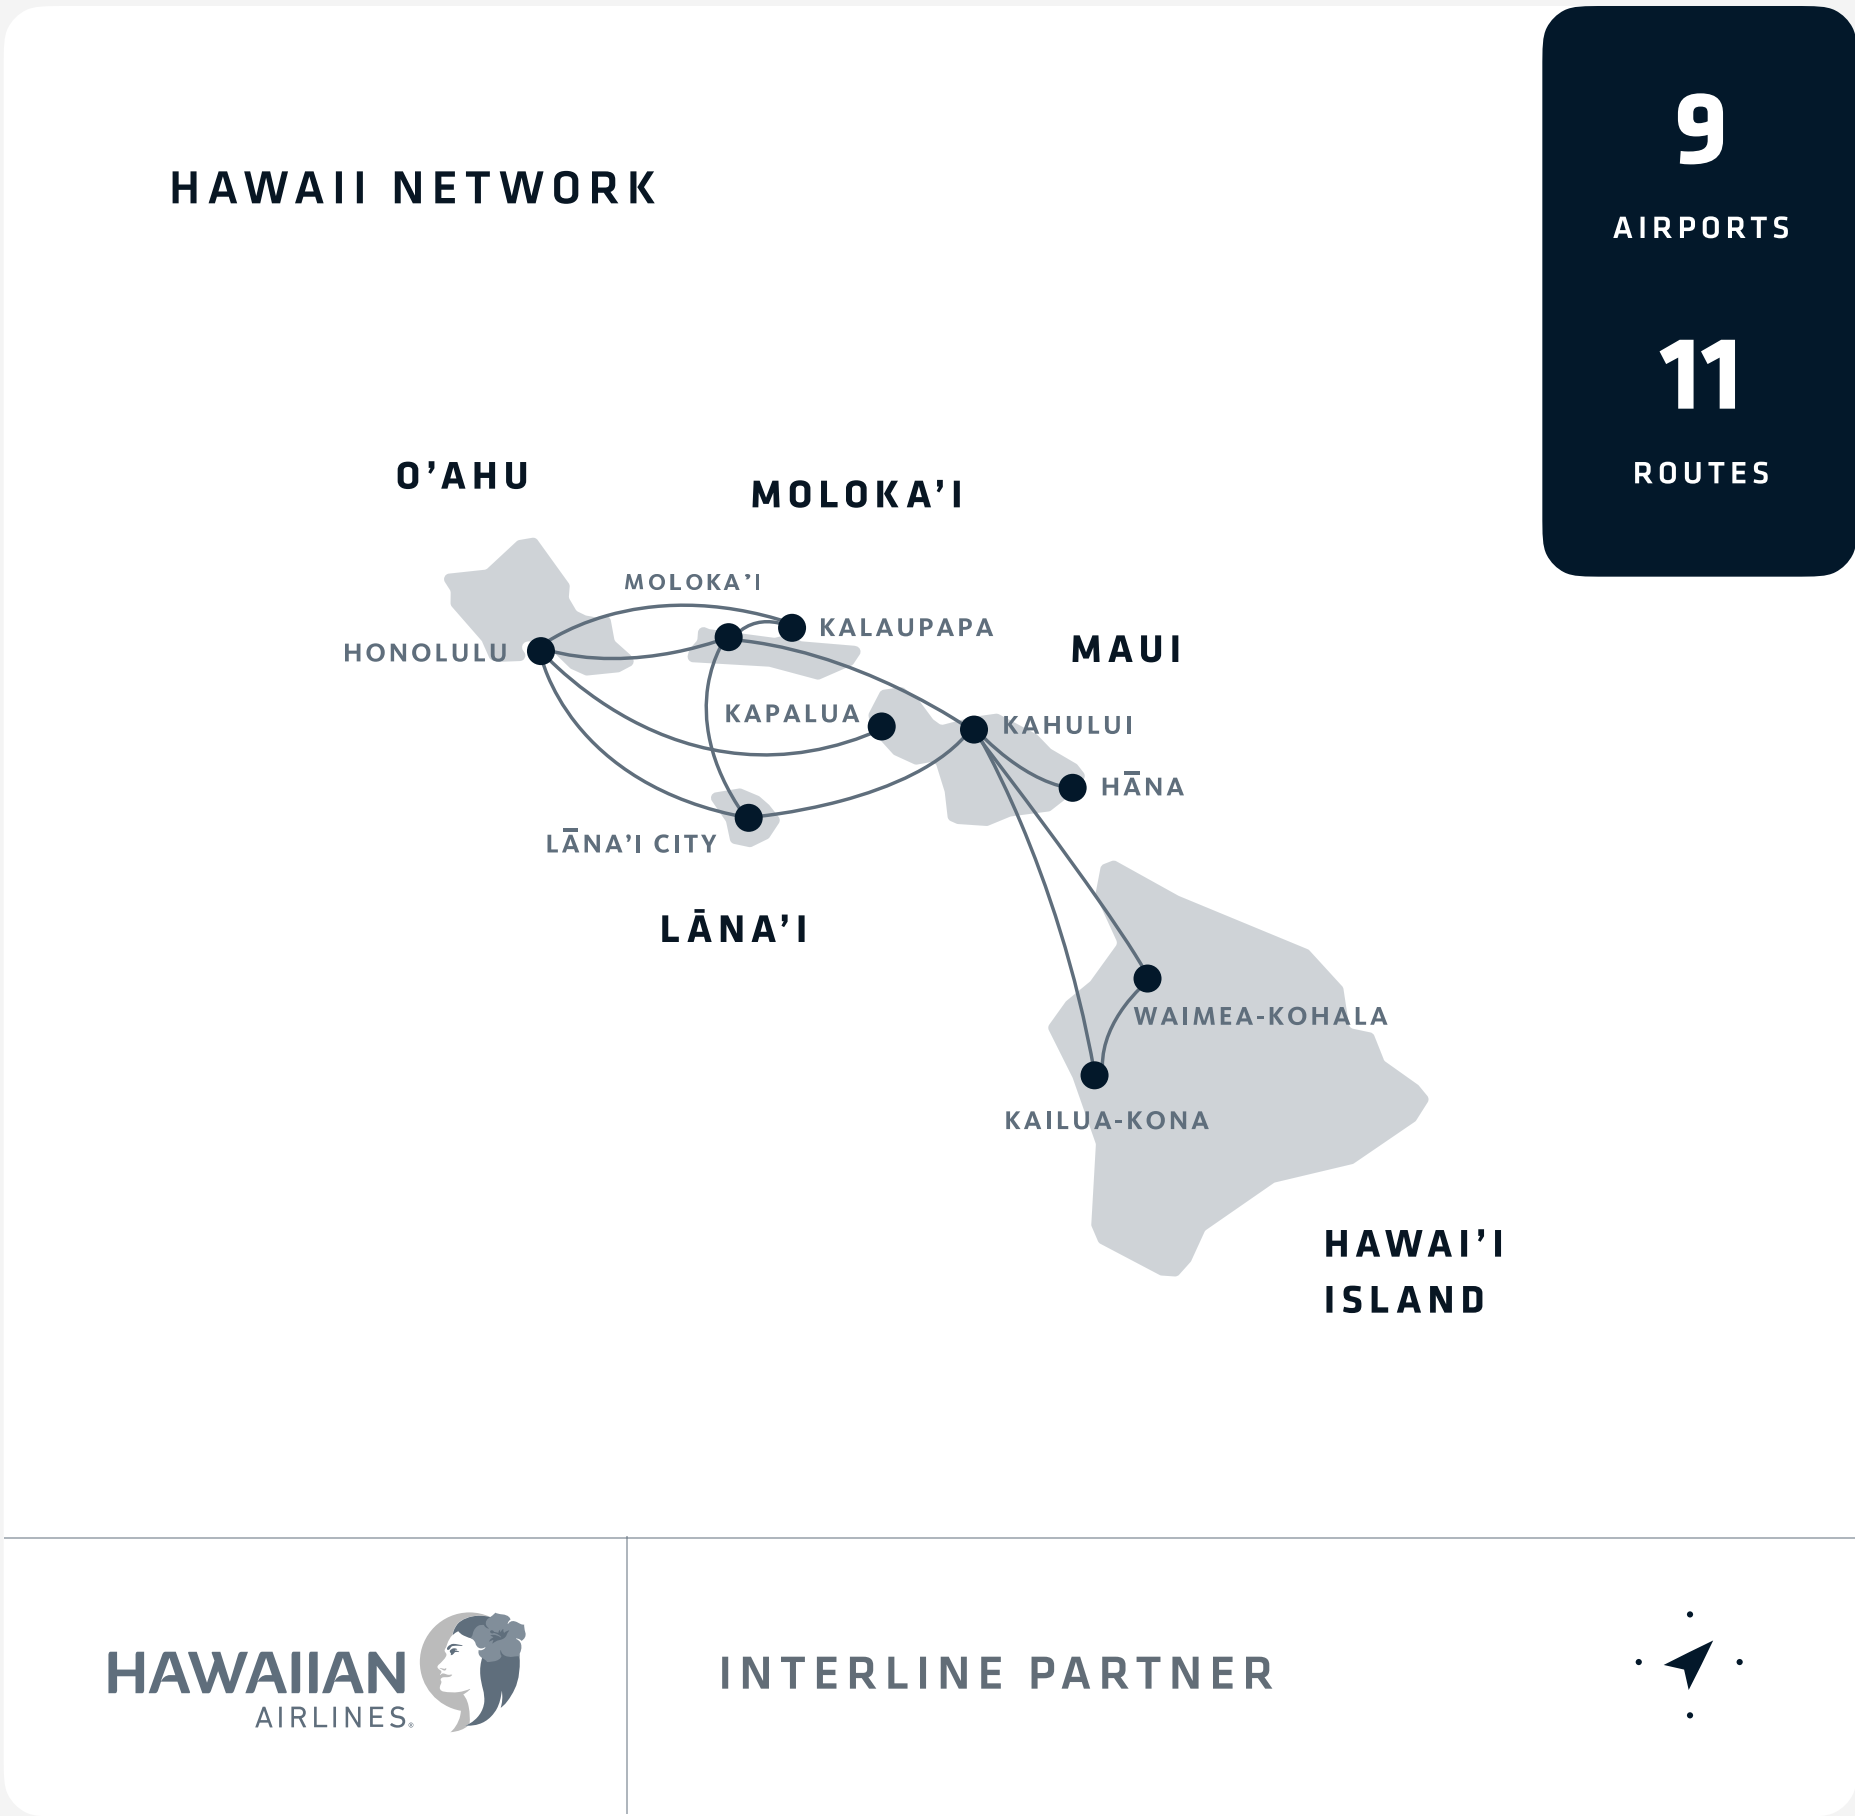 9
AIRPORTS
HAWAII NETWORK
11
ROUTES
O’AHU
MOLOKA’I
MOLOKA’I
KALAUPAPA
HONOLULU
MAUI
KAPALUA
KAHULUI
HĀNA
LĀNA’I CITY
LĀNA’I
WAIMEA-KOHALA
KAILUA-KONA
HAWAI’I
ISLAND
HAWAIIAN
AIRLINES®
INTERLINE PARTNER